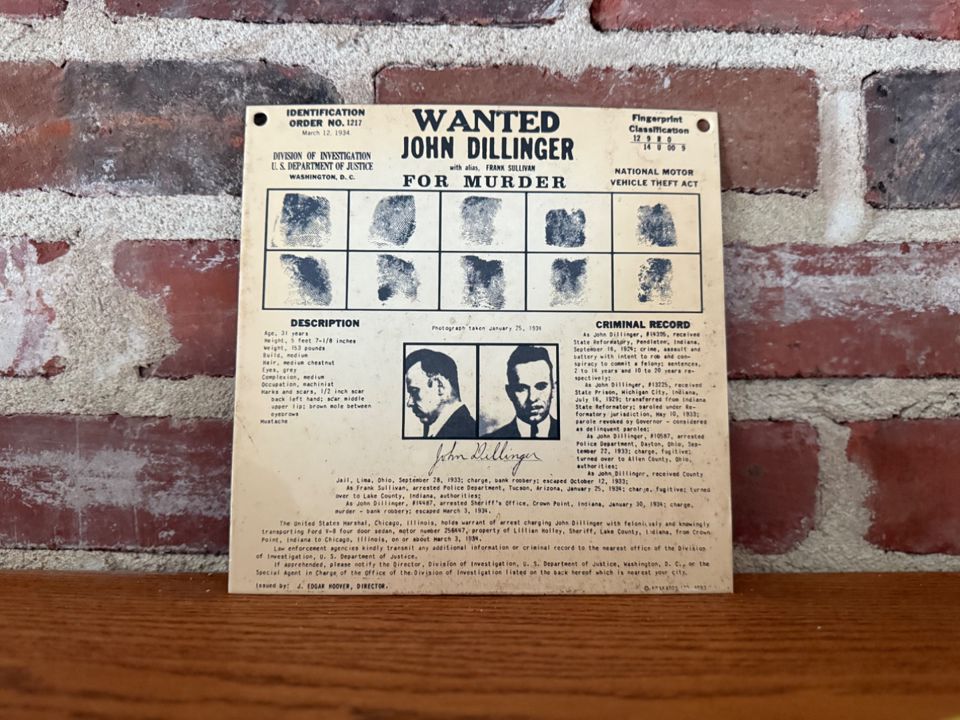 IDENTIFICATION
ORDER NO. 1217
March 12, 1934
DIVISION OF INVESTIGATION
U. S. DEPARTMENT OF JUSTICE
WASHINGTON, D. C.
WANTED
JOHN DILLINGER
with alias, FRANK SULLIVAN
FOR MURDER
Fingerprint
Classification
12 9 R O
14 U 00 9
NATIONAL MOTOR
VEHICLE THEFT ACT
DESCRIPTION
Age, 31 years
Height, 5 feet 7-1/8 inches
Weight, 153 pounds
Build, medium
Hair, medium chestnut
Eyes, grey
Complexion, medium
Occupation, machinist
Marks and scars, 1/2 inch scar
back left hand; scar middle
upper lip; brown mole between
eyebrows
Mustache
Photograph taken January 25, 1934
John Dillinger
CRIMINAL RECORD
As John Dillinger, #14395, received
State Reformatory, Pendleton, Indiana,
September 16, 1924; crime, assault and
battery with intent to rob and con-
spiracy to commit a felony; sentences,
2 to 14 years and 10 to 20 years re-
spectively;
As John Dillinger, #13225, received
State Prison, Michigan City, Indiana,
July 16, 1929; transferred from Indiana
State Reformatory; paroled under Re-
formatory jurisdiction, May 10, 1933;
parole revoked by Governor - considered
as delinquent parolee;
As John Dillinger, #10587, arrested
Police Department, Dayton, Ohio, Sep-
tember 22, 1933; charge, fugitive;
turned over to Allen County, Ohio,
authorities;
As John Dillinger, received County
Jail, Lima, Ohio, September 28, 1933; charge, bank robbery; escaped October 12, 1933;
As Frank Sullivan, arrested Police Department, Tucson, Arizona, January 25, 1934; charge, fugitive; turned
over to Lake County, Indiana, authorities;
As John Dillinger, #14487, arrested Sheriff's Office, Crown Point, Indiana, January 30, 1934; charge,
murder - bank robbery; escaped March 3, 1934.
The United States Marshal, Chicago, Illinois, holds warrant of arrest charging John Dillinger with feloniously and knowingly
transporting Ford V-8 four door sedan, motor number 256447, property of Lillian Holley, Sheriff, Lake County, Indiana, from Crown
Point, Indiana to Chicago, Illinois, on or about March 3, 1934.
Law enforcement agencies kindly transmit any additional information or criminal record to the nearest office of the Division
of Investigation, U. S. Department of Justice.
If apprehended, please notify the Director, Division of Investigation, U. S. Department of Justice, Washington, D. C., or the
Special Agent in Charge of the Office of the Division of Investigation listed on the back hereof which is nearest your city.
Issued by: J. EDGAR HOOVER, DIRECTOR.